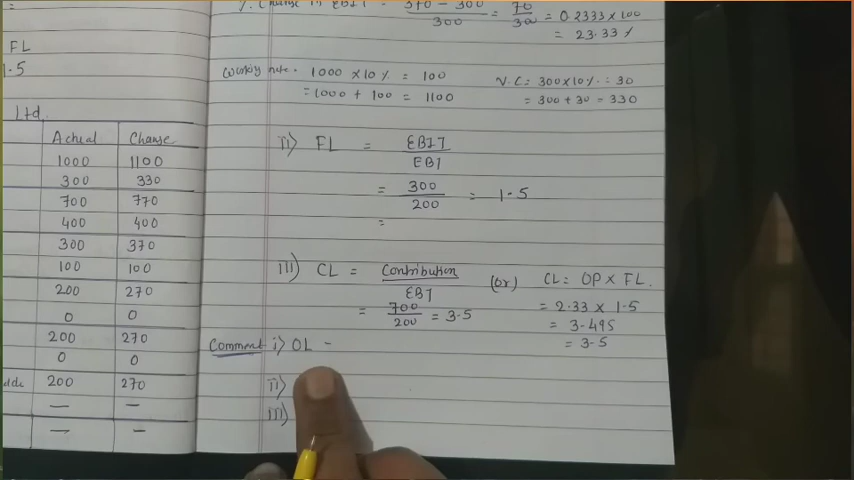 FL
1.5
Ltd.
Actual Change
1000 1100
300 330
700 770
400 400
300 370
100 100
200 270
0 0
200 270
0 0
200 270
— —
— —
% Change in EBIT = 370 - 300 / 300 = 70 / 300 = 0.2333 × 100
= 23.33 %
Working note. 1000 × 10 % = 100 V.C = 300 × 10 % = 30
= 1000 + 100 = 1100 = 300 + 30 = 330
II) FL = EBIT / EBT
= 300 / 200 = 1.5
=
III) CL = Contribution / EBT (or) CL = OP × FL.
= 700 / 200 = 3.5 = 2.33 × 1.5
= 3.495
= 3.5
Comment i) OL -
II)
III)